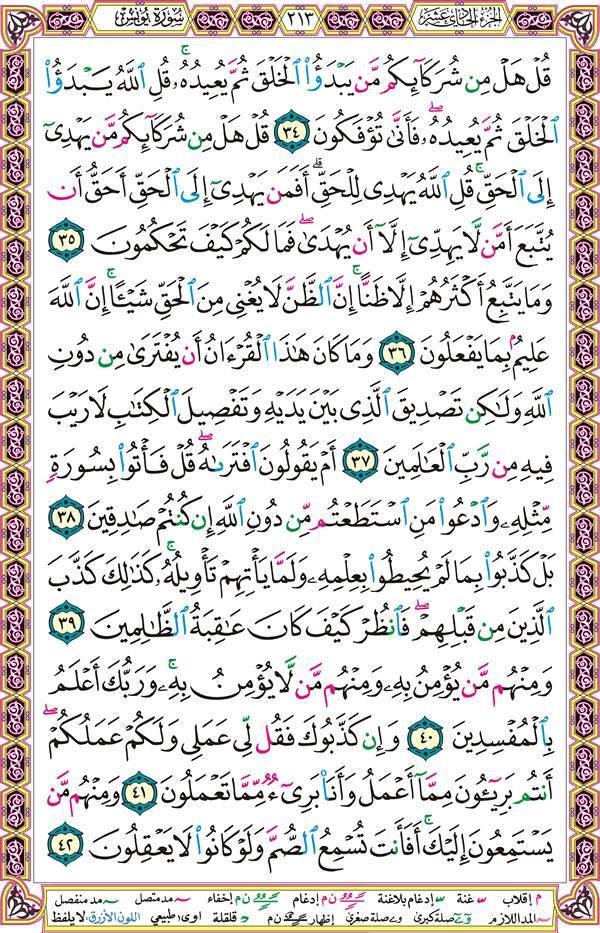 الجزء الحادي عشر ٢١٣ سورة يونس
قُلْ هَلْ مِن شُرَكَآئِكُم مَّن يَبْدَؤُا۟ ٱلْخَلْقَ ثُمَّ يُعِيدُهُۥ ۚ قُلِ ٱللَّهُ يَبْدَؤُا۟
ٱلْخَلْقَ ثُمَّ يُعِيدُهُۥ ۖ فَأَنَّىٰ تُؤْفَكُونَ ٣٤ قُلْ هَلْ مِن شُرَكَآئِكُم مَّن يَهْدِىٓ
إِلَى ٱلْحَقِّ ۚ قُلِ ٱللَّهُ يَهْدِى لِلْحَقِّ ۗ أَفَمَن يَهْدِىٓ إِلَى ٱلْحَقِّ أَحَقُّ أَن
يُتَّبَعَ أَمَّن لَّا يَهِدِّىٓ إِلَّآ أَن يُهْدَىٰ ۖ فَمَا لَكُمْ كَيْفَ تَحْكُمُونَ ٣٥
وَمَا يَتَّبِعُ أَكْثَرُهُمْ إِلَّا ظَنًّا ۚ إِنَّ ٱلظَّنَّ لَا يُغْنِى مِنَ ٱلْحَقِّ شَيْـًٔا ۚ إِنَّ ٱللَّهَ
عَلِيمٌۢ بِمَا يَفْعَلُونَ ٣٦ وَمَا كَانَ هَـٰذَا ٱلْقُرْءَانُ أَن يُفْتَرَىٰ مِن دُونِ
ٱللَّهِ وَلَـٰكِن تَصْدِيقَ ٱلَّذِى بَيْنَ يَدَيْهِ وَتَفْصِيلَ ٱلْكِتَـٰبِ لَا رَيْبَ
فِيهِ مِن رَّبِّ ٱلْعَـٰلَمِينَ ٣٧ أَمْ يَقُولُونَ ٱفْتَرَىٰهُ ۖ قُلْ فَأْتُوا۟ بِسُورَةٍ
مِّثْلِهِۦ وَٱدْعُوا۟ مَنِ ٱسْتَطَعْتُم مِّن دُونِ ٱللَّهِ إِن كُنتُمْ صَـٰدِقِينَ ٣٨
بَلْ كَذَّبُوا۟ بِمَا لَمْ يُحِيطُوا۟ بِعِلْمِهِۦ وَلَمَّا يَأْتِهِمْ تَأْوِيلُهُۥ ۚ كَذَٰلِكَ كَذَّبَ
ٱلَّذِينَ مِن قَبْلِهِمْ ۖ فَٱنظُرْ كَيْفَ كَانَ عَـٰقِبَةُ ٱلظَّـٰلِمِينَ ٣٩
وَمِنْهُم مَّن يُؤْمِنُ بِهِۦ وَمِنْهُم مَّن لَّا يُؤْمِنُ بِهِۦ ۚ وَرَبُّكَ أَعْلَمُ
بِٱلْمُفْسِدِينَ ٤٠ وَإِن كَذَّبُوكَ فَقُل لِّى عَمَلِى وَلَكُمْ عَمَلُكُمْ ۖ
أَنتُم بَرِيٓـُٔونَ مِمَّآ أَعْمَلُ وَأَنَا۠ بَرِىٓءٌ مِّمَّا تَعْمَلُونَ ٤١ وَمِنْهُم مَّن
يَسْتَمِعُونَ إِلَيْكَ ۚ أَفَأَنتَ تُسْمِعُ ٱلصُّمَّ وَلَوْ كَانُوا۟ لَا يَعْقِلُونَ ٤٢
م إقلاب غنة إدغام بلاغنة ن م إدغام ن م إخفاء مد متصل مد منفصل
المد اللازم صلة كبرى صلة صغرى إظهار ن م قلقلة اوى طبيعي اللون الأزرق: لا يلفظ